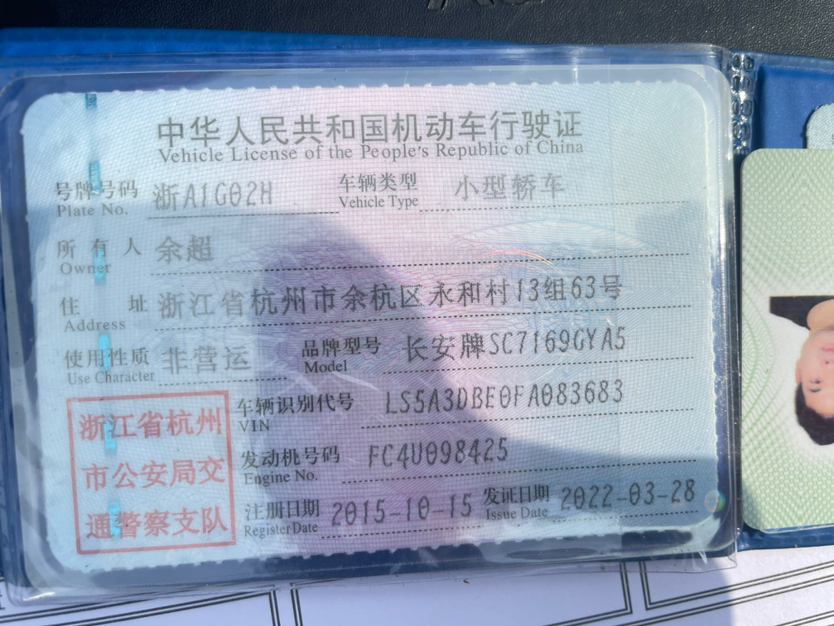 中华人民共和国机动车行驶证
Vehicle License of the People's Republic of China
号牌号码 浙A1G02H 车辆类型 小型轿车
Plate No. Vehicle Type
所有人 余超
Owner
住址 浙江省杭州市余杭区永和村13组63号
Address
使用性质 非营运 品牌型号 长安牌SC7169GYA5
Use Character Model
浙江省杭州
市公安局交
通警察支队
车辆识别代号 LS5A3DBE0FA083683
VIN
发动机号码 FC4U098425
Engine No.
注册日期 2015-10-15 发证日期 2022-03-28
Register Date Issue Date